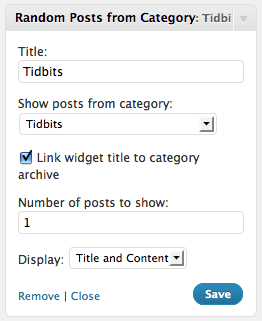 Random Posts from Category: Tidbi
Title:
Tidbits
Show posts from category:
Tidbits
Link widget title to category
archive
Number of posts to show:
1
Display: Title and Content
Remove | Close Save